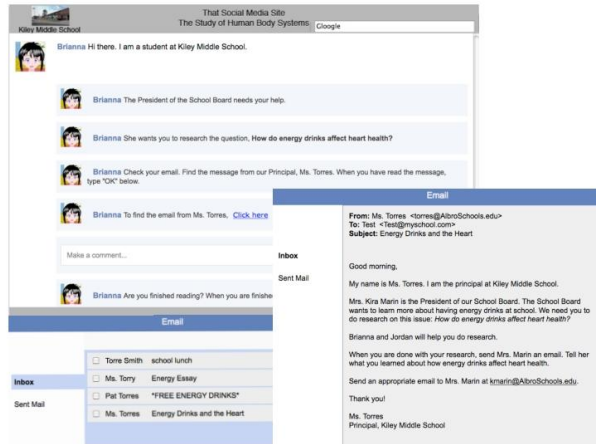 That Social Media Site
The Study of Human Body Systems
Gloogle
Kiley Middle School
Brianna Hi there. I am a student at Kiley Middle School.
Brianna The President of the School Board needs your help.
Brianna She wants you to research the question, How do energy drinks affect heart health?
Brianna Check your email. Find the message from our Principal, Ms. Torres. When you have read the message,
type "OK" below.
Brianna To find the email from Ms. Torres, Click here
Make a comment...
Brianna Are you finished reading? When you are finishe
Email
Inbox
Sent Mail
Torre Smith school lunch
Ms. Torry Energy Essay
Pat Torres "FREE ENERGY DRINKS"
Ms. Torres Energy Drinks and the Heart
Email
Inbox
Sent Mail
From: Ms. Torres <torres@AlbroSchools.edu>
To: Test <Test@myschool.com>
Subject: Energy Drinks and the Heart
Good morning,
My name is Ms. Torres. I am the principal at Kiley Middle School.
Mrs. Kira Marin is the President of our School Board. The School Board
wants to learn more about having energy drinks at school. We need you to
do research on this issue: How do energy drinks affect heart health?
Brianna and Jordan will help you do research.
When you are done with your research, send Mrs. Marin an email. Tell her
what you learned about how energy drinks affect heart health.
Send an appropriate email to Mrs. Marin at kmarin@AlbroSchools.edu.
Thank you!
Ms. Torres
Principal, Kiley Middle School